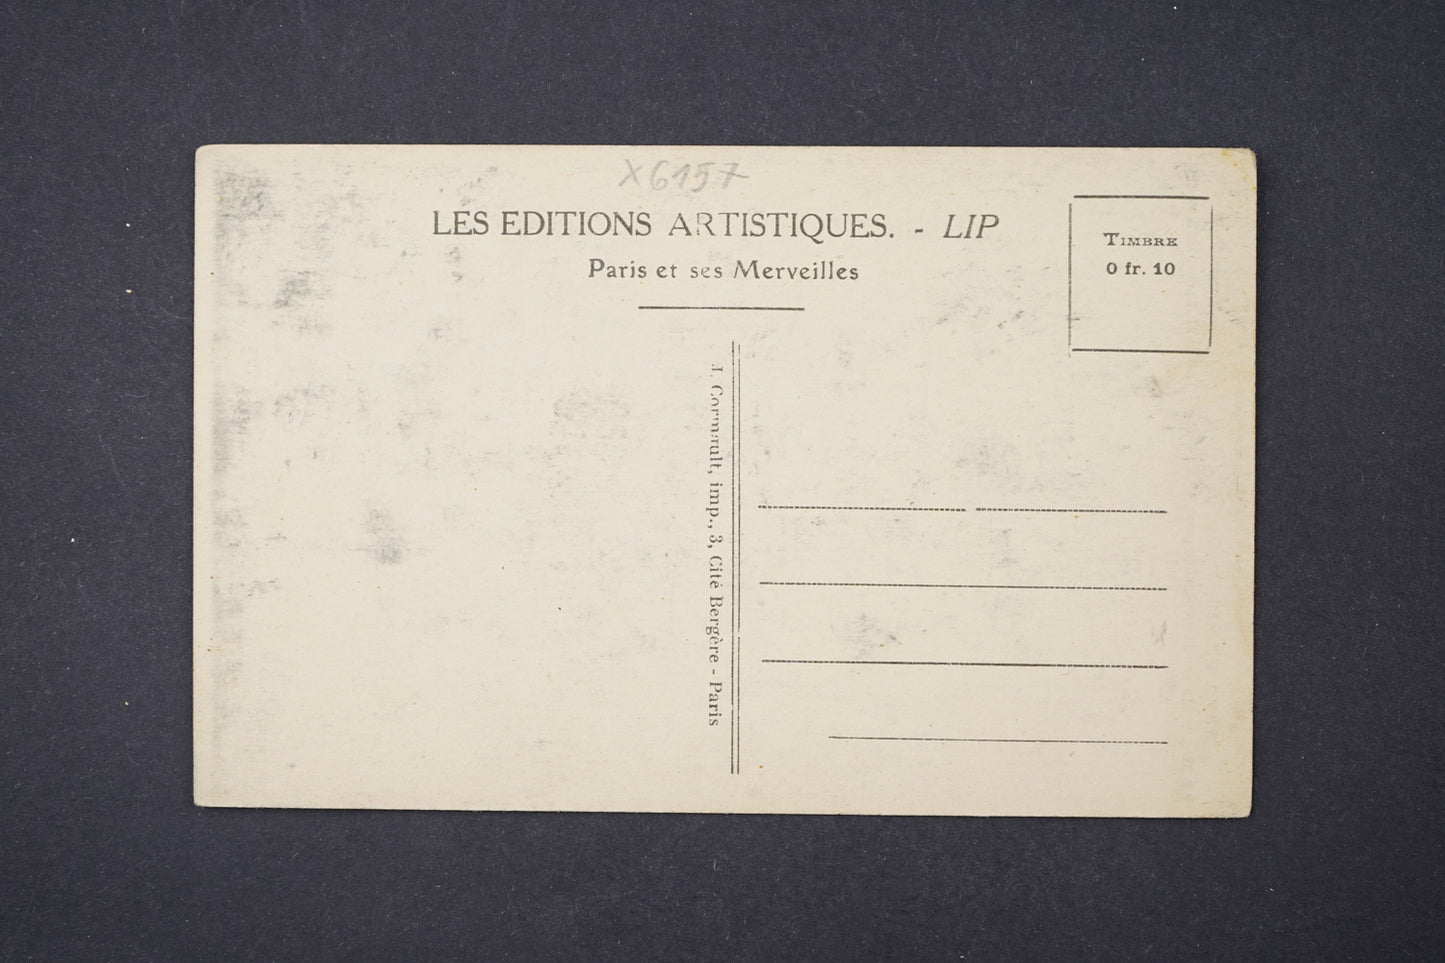 X6157
LES EDITIONS ARTISTIQUES. - LIP
Paris et ses Merveilles
TIMBRE
0 fr. 10
J. Cormault, imp., 3, Cité Bergère - Paris